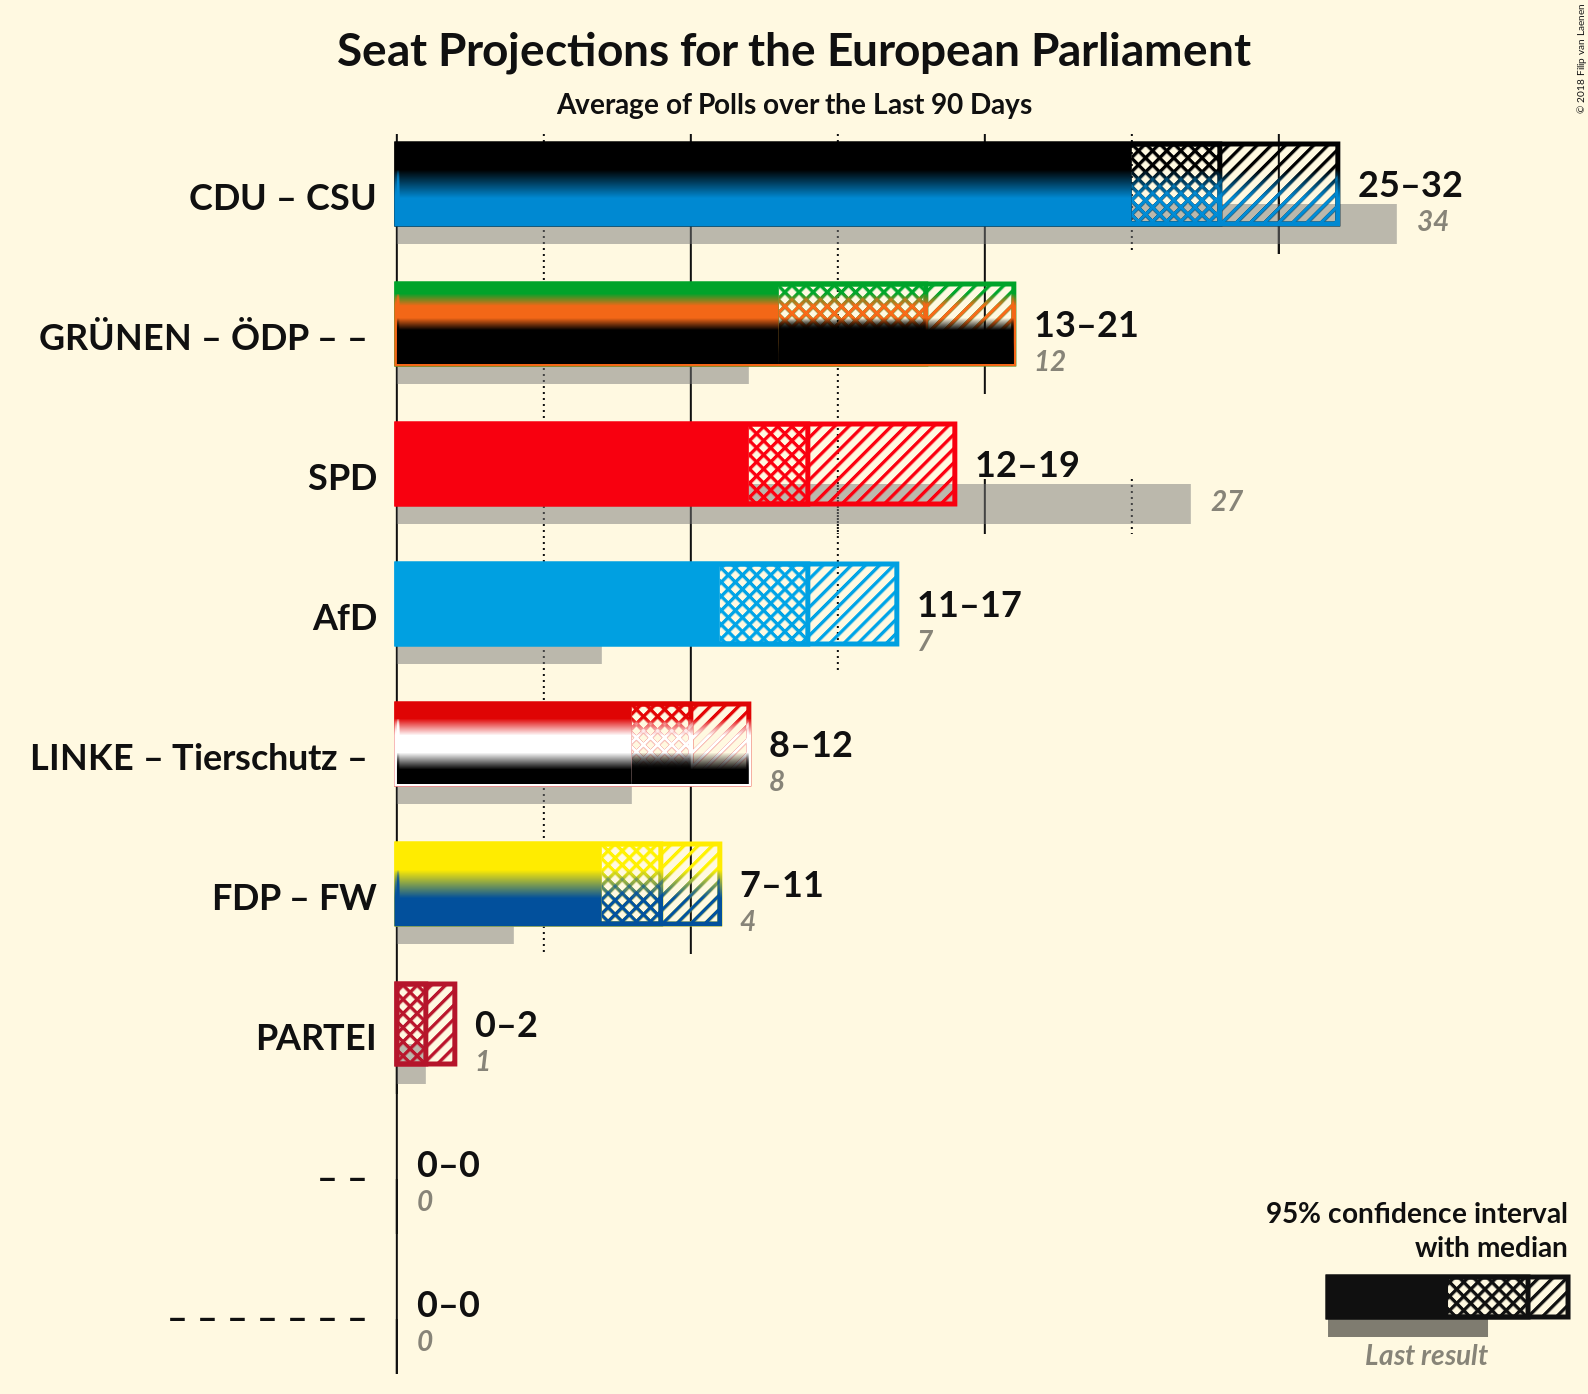 Seat Projections for the European Parliament
Average of Polls over the Last 90 Days
© 2018 Filip van Laenen
CDU – CSU
25–32
34
GRÜNEN – ÖDP – –
13–21
12
SPD
12–19
27
AfD
11–17
7
LINKE – Tierschutz –
8–12
8
FDP – FW
7–11
4
PARTEI
0–2
1
– –
0–0
0
– – – – – – –
0–0
0
95% confidence interval
with median
Last result